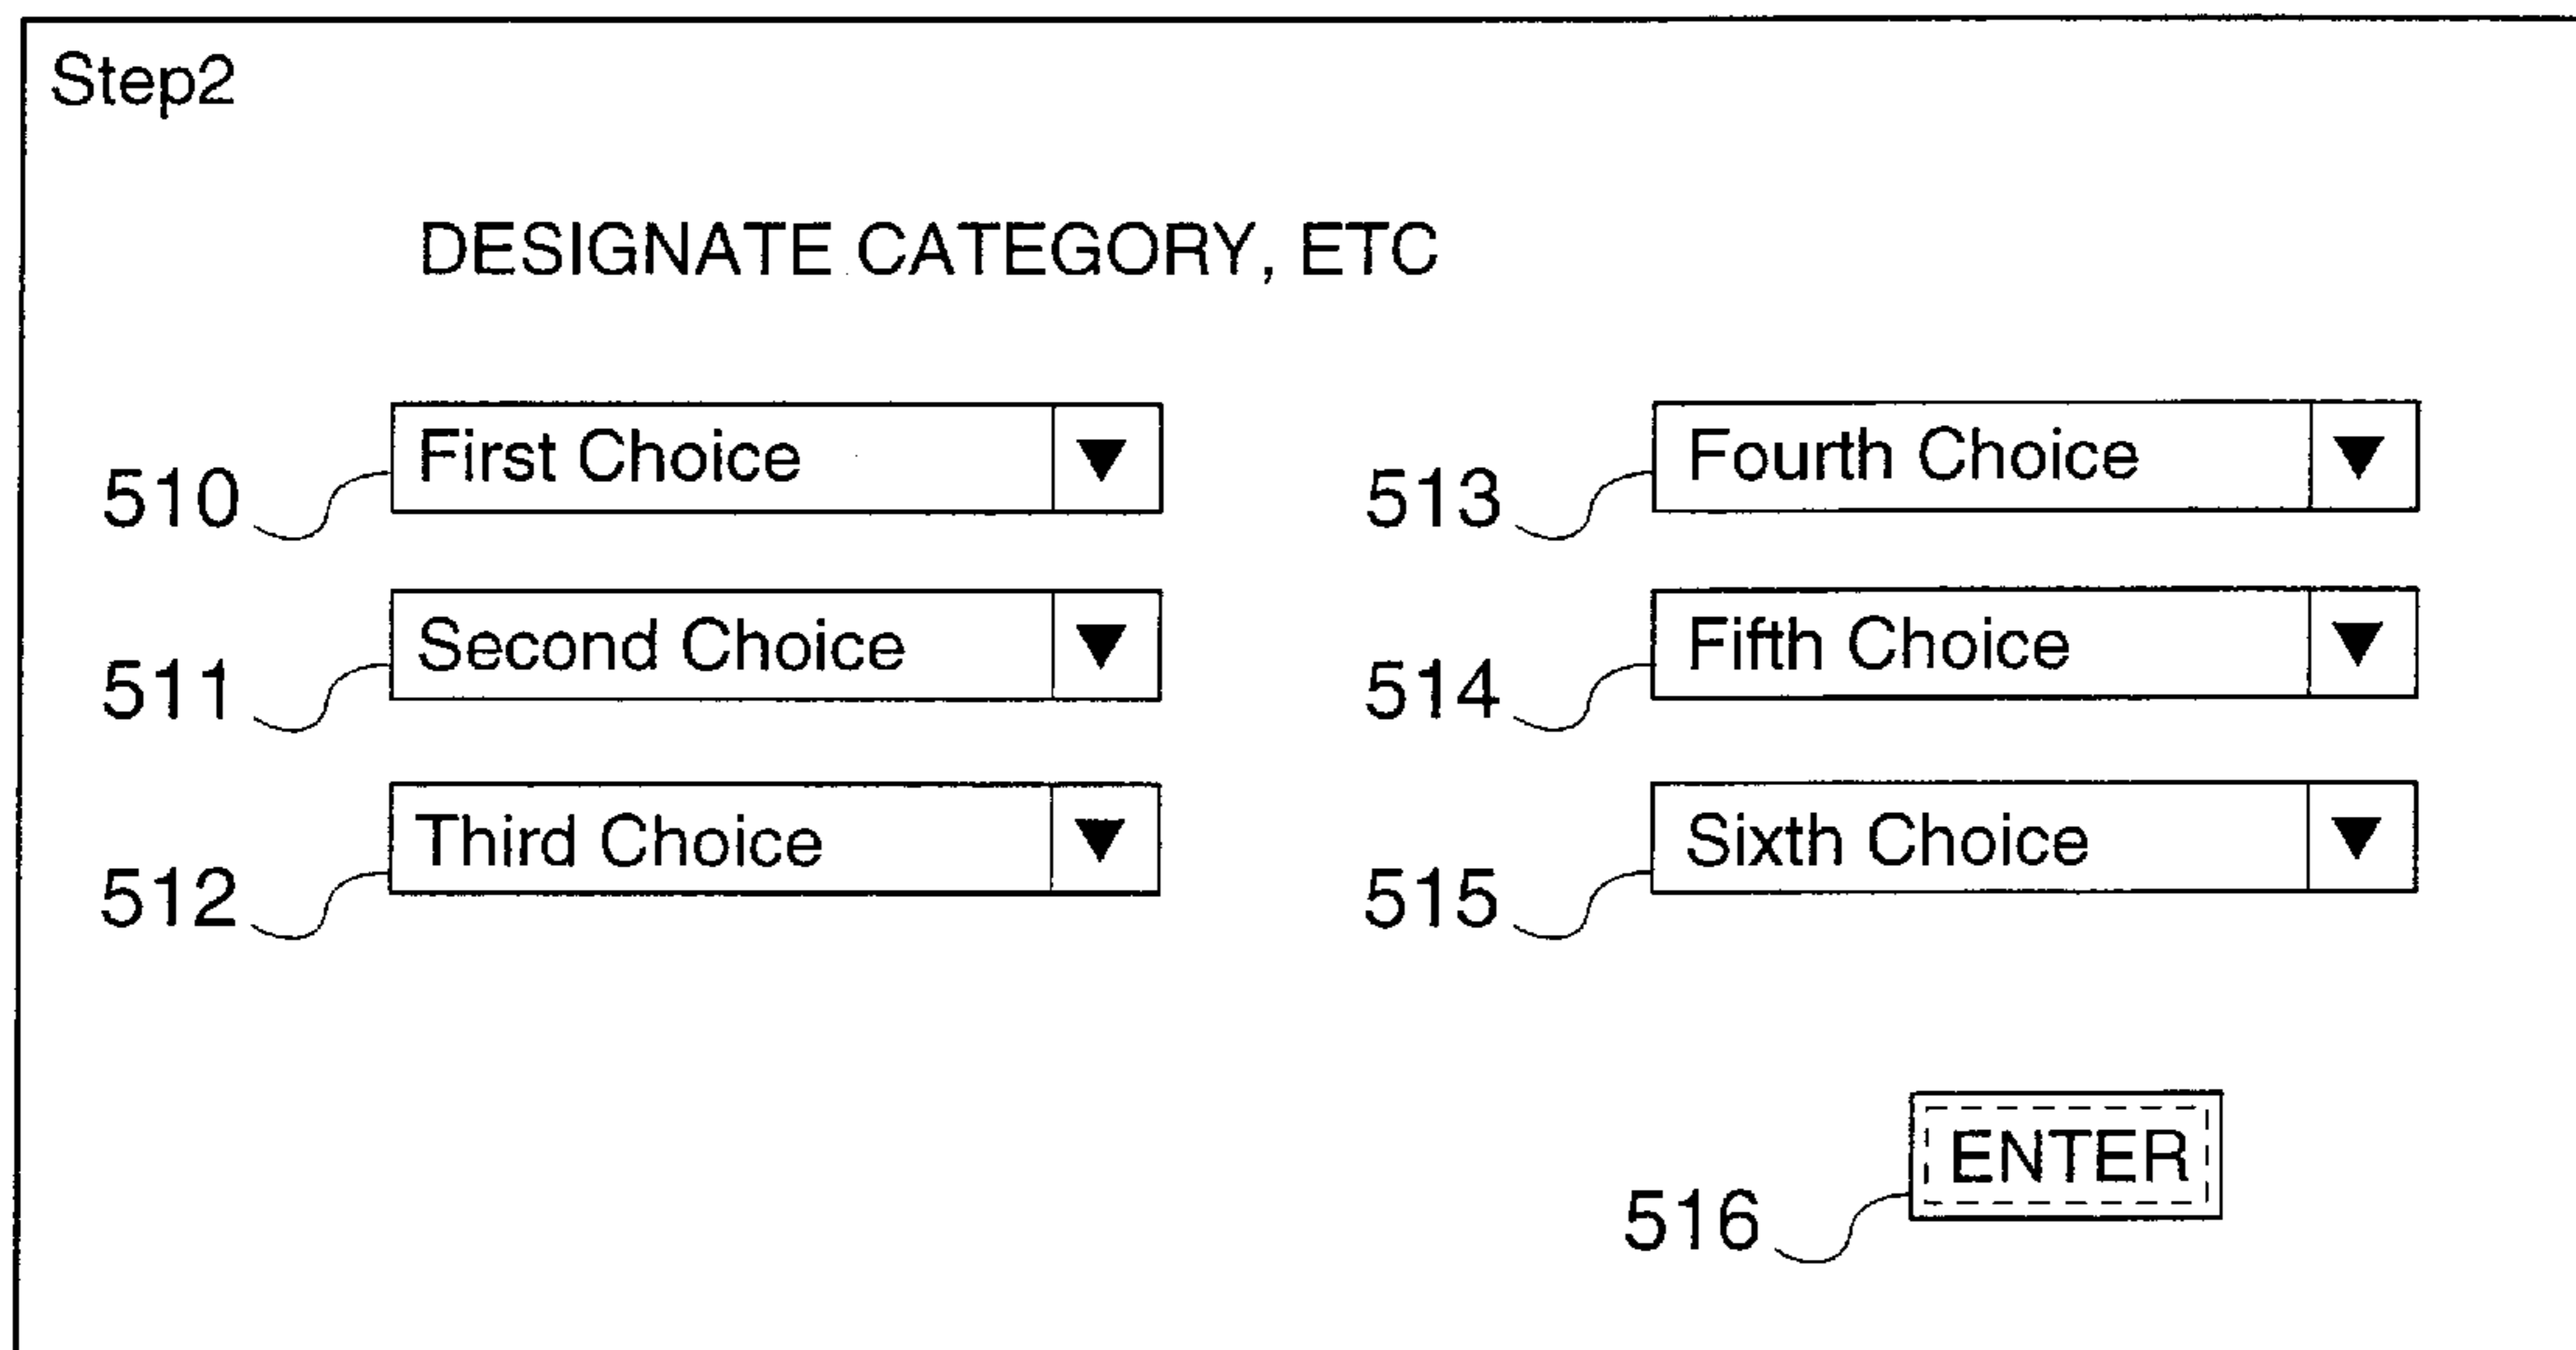 Step2
DESIGNATE CATEGORY, ETC
510 First Choice
513 Fourth Choice
511 Second Choice
514 Fifth Choice
512 Third Choice
515 Sixth Choice
516 ENTER